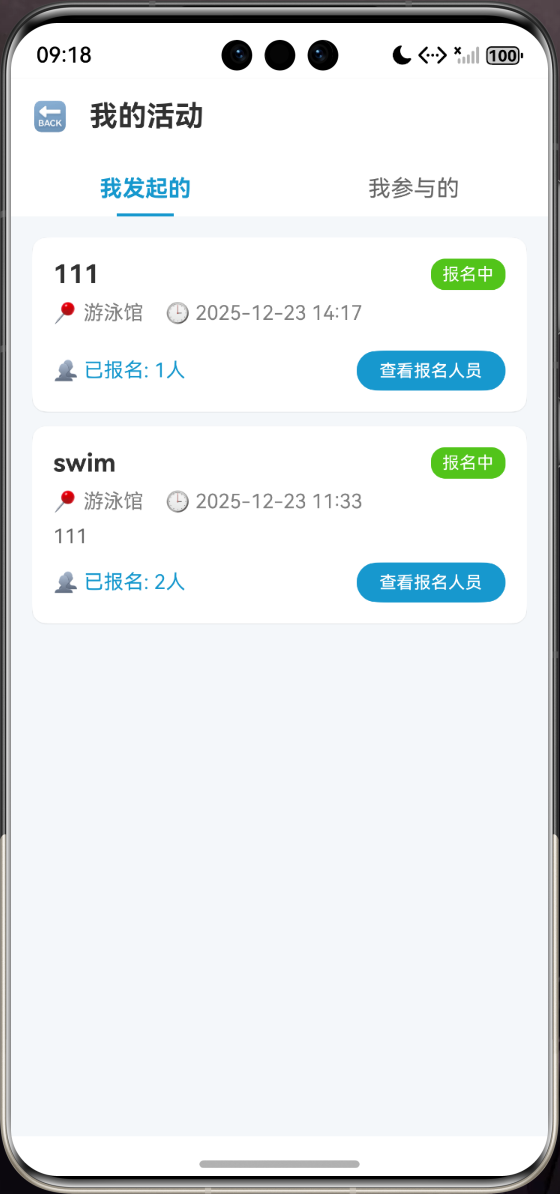 09:18
100
BACK 我的活动
我发起的 我参与的
111 报名中
游泳馆 2025-12-23 14:17
已报名: 1人 查看报名人员
swim 报名中
游泳馆 2025-12-23 11:33
111
已报名: 2人 查看报名人员